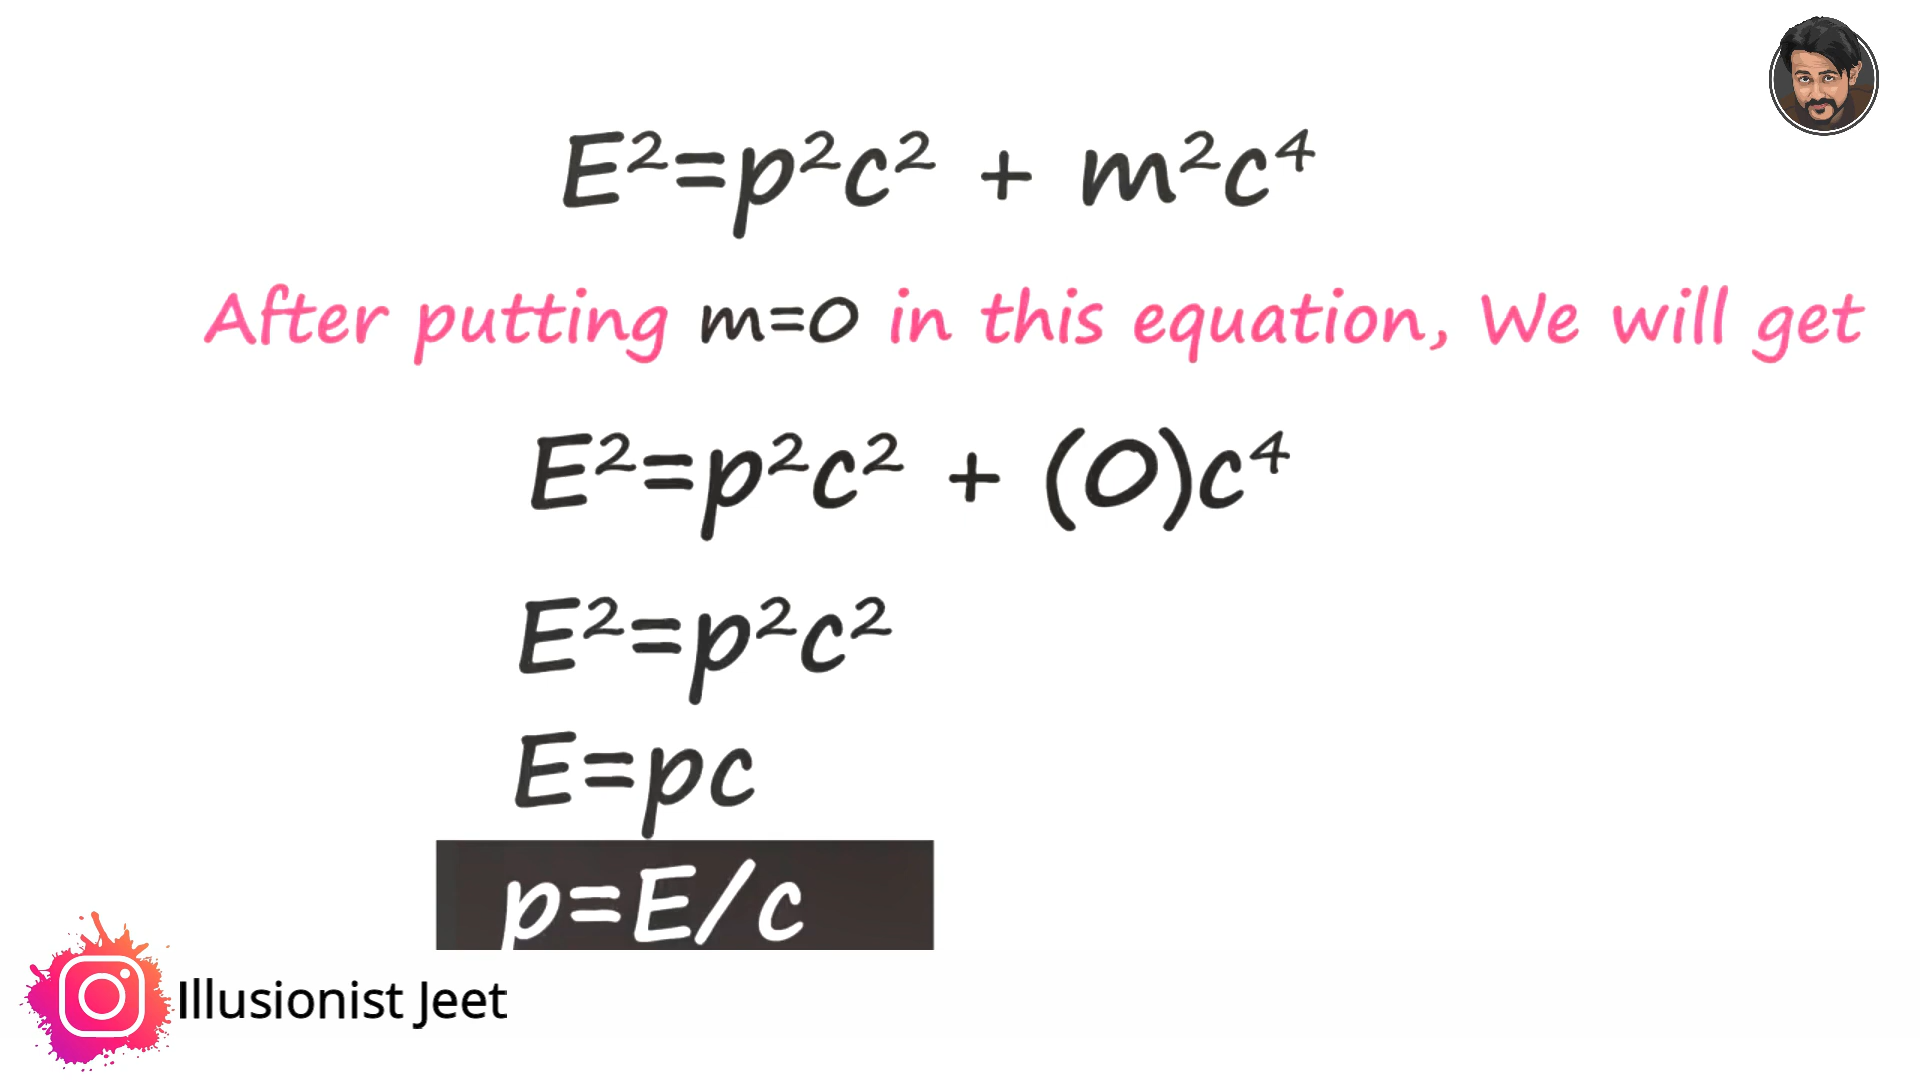 E²=p²c² + m²c⁴
After putting m=0 in this equation, We will get
E²=p²c² + (0)c⁴
E²=p²c²
E=pc
p=E/c
Illusionist Jeet